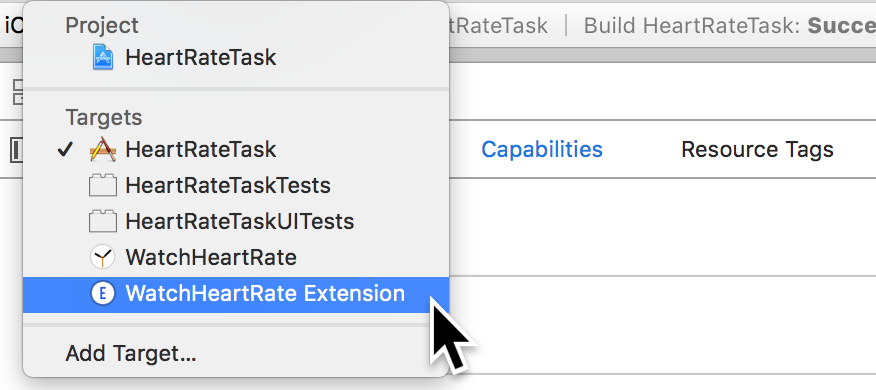 iC
Project
tRateTask | Build HeartRateTask: Succe
HeartRateTask
Targets
HeartRateTask
Capabilities
Resource Tags
HeartRateTaskTests
HeartRateTaskUITests
WatchHeartRate
E WatchHeartRate Extension
Add Target...